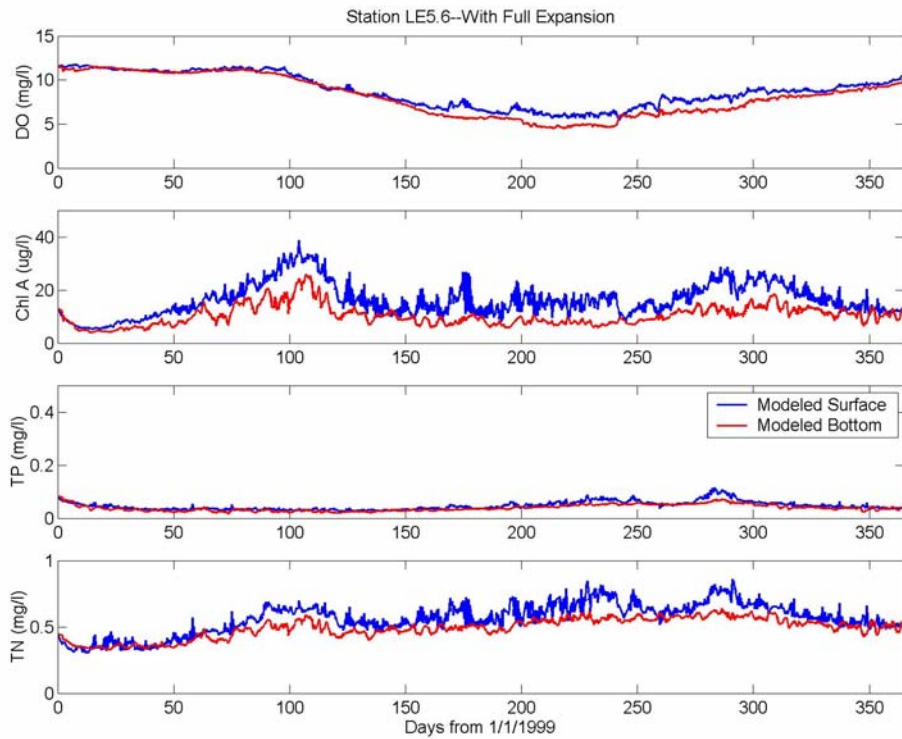 Station LE5.6--With Full Expansion
DO (mg/l)
15
10
5
0
0 50 100 150 200 250 300 350
Chl A (ug/l)
40
20
0
0 50 100 150 200 250 300 350
TP (mg/l)
0.4
0.2
0
Modeled Surface
Modeled Bottom
0 50 100 150 200 250 300 350
TN (mg/l)
1
0.5
0
0 50 100 150 200 250 300 350
Days from 1/1/1999